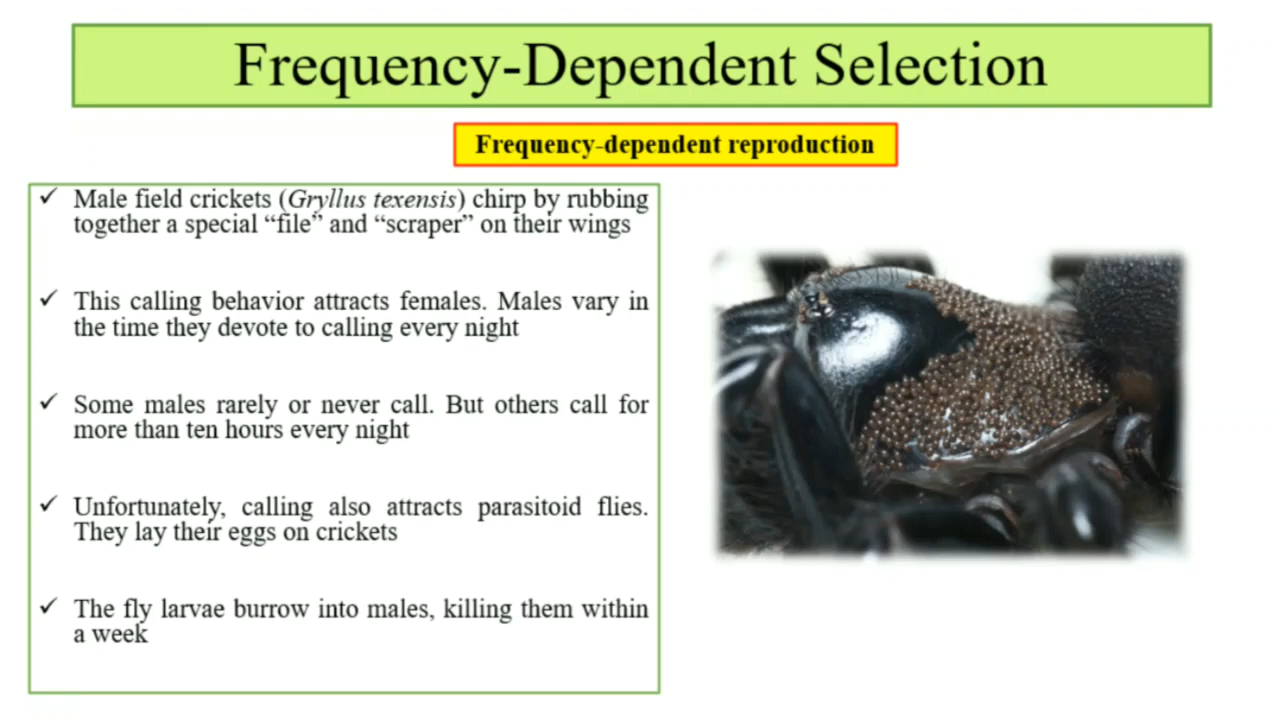 Frequency-Dependent Selection
Frequency-dependent reproduction
✓ Male field crickets (Gryllus texensis) chirp by rubbing
together a special “file” and “scraper” on their wings
✓ This calling behavior attracts females. Males vary in
the time they devote to calling every night
✓ Some males rarely or never call. But others call for
more than ten hours every night
✓ Unfortunately, calling also attracts parasitoid flies.
They lay their eggs on crickets
✓ The fly larvae burrow into males, killing them within
a week